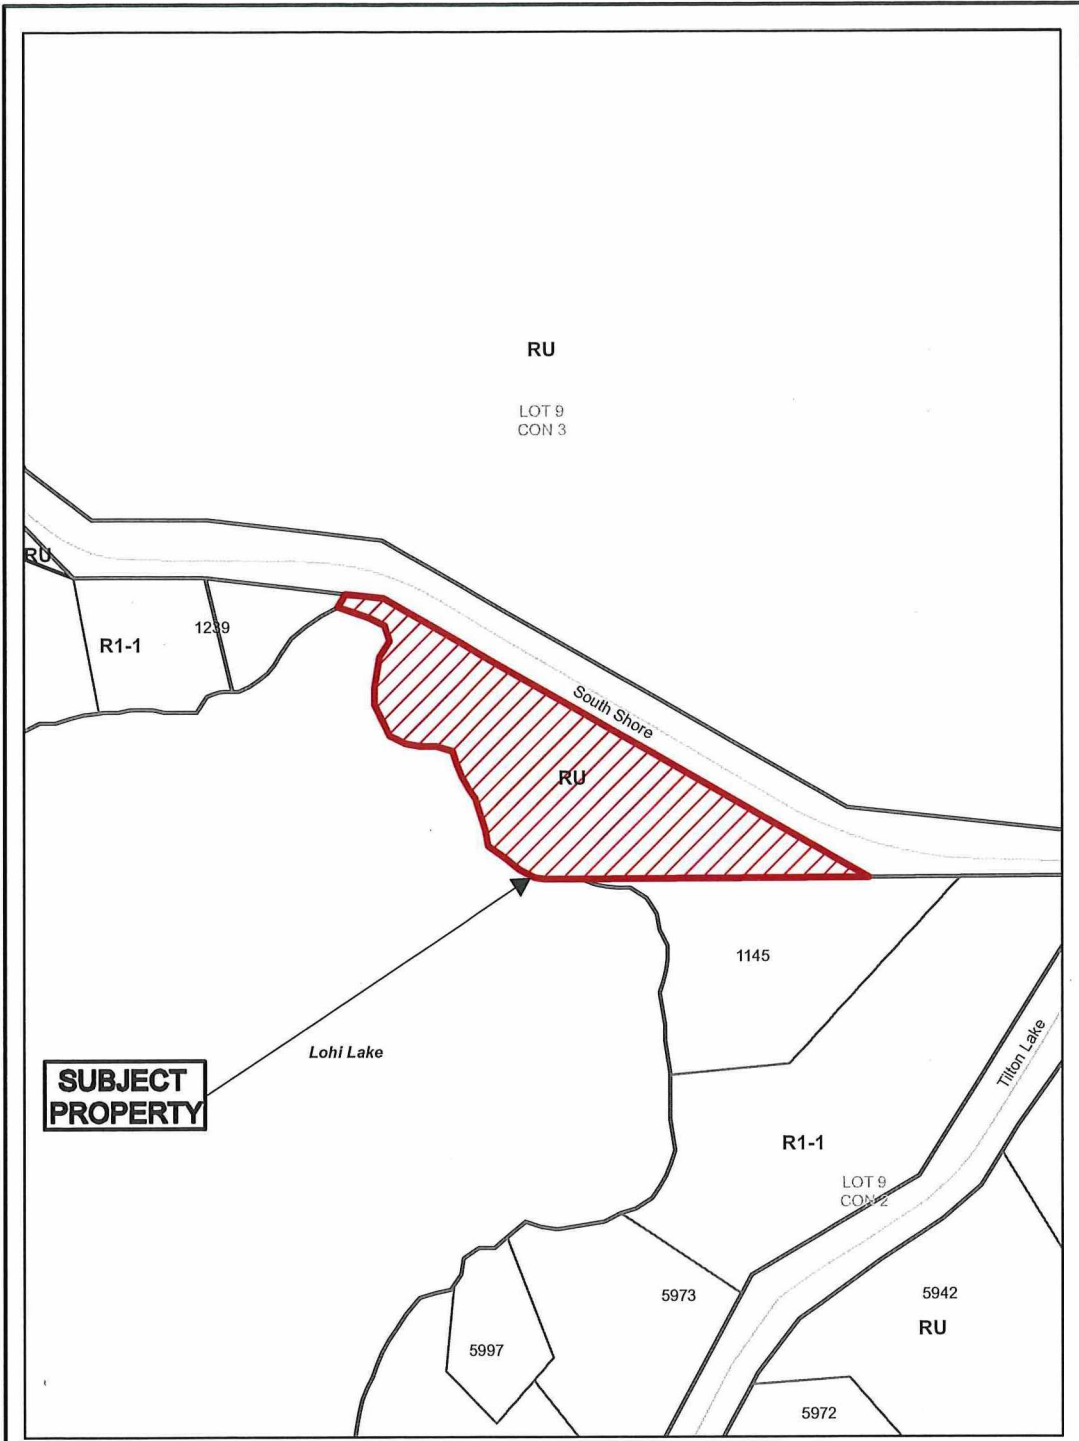 RU
LOT 9
CON 3
RU
R1-1
1239
South Shore
RU
1145
Lohi Lake
SUBJECT
PROPERTY
Tilton Lake
R1-1
LOT 9
CON 2
5973
5942
RU
5997
5972